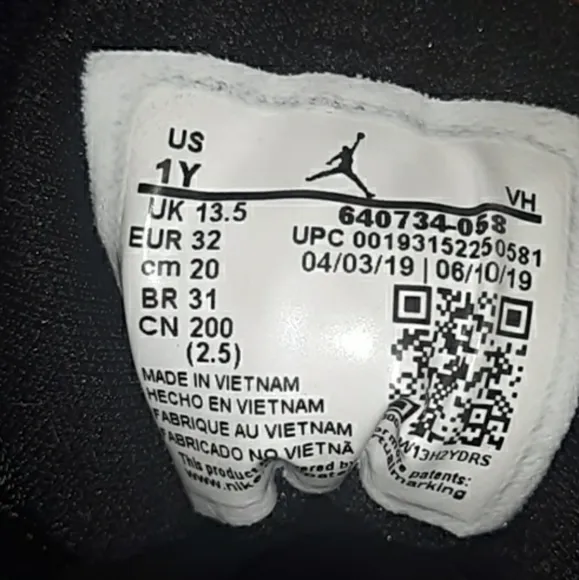 US
1Y
VH
UK 13.5
640734-058
EUR 32
UPC 00193152250581
cm 20
04/03/19 | 06/10/19
BR 31
CN 200
(2.5)
MADE IN VIETNAM
HECHO EN VIETNAM
FABRIQUE AU VIETNAM
FABRICADO NO VIETNÃ
W13H2YDRS
This product
patents: